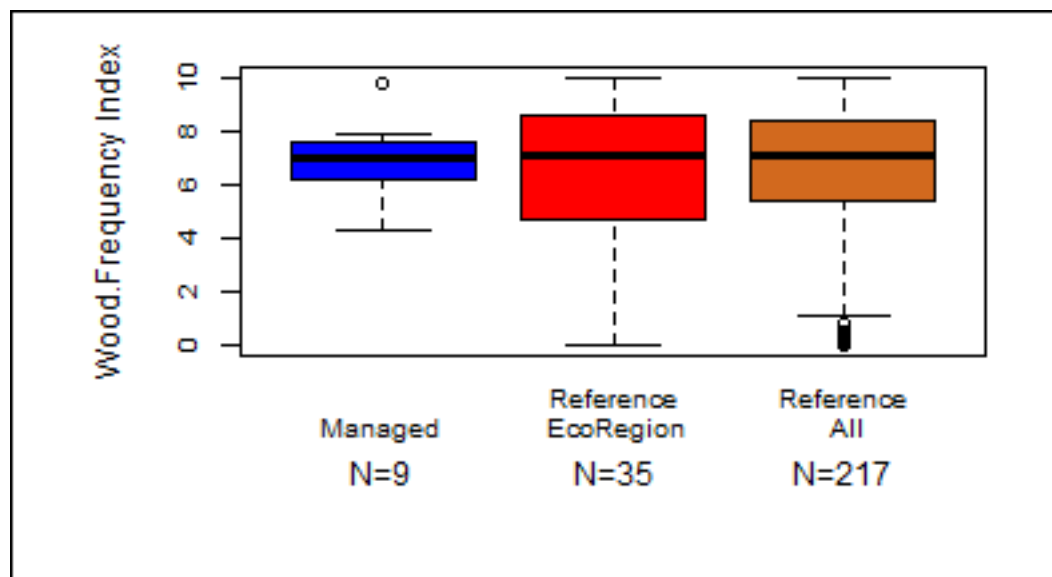 Wood.Frequency Index
10
8
6
4
2
0
Managed
Reference
EcoRegion
Reference
All
N=9
N=35
N=217